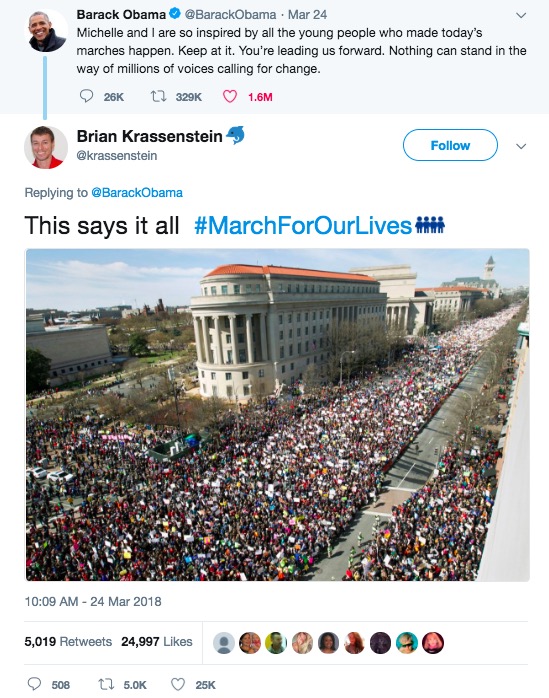 Barack Obama @BarackObama · Mar 24
Michelle and I are so inspired by all the young people who made today's
marches happen. Keep at it. You're leading us forward. Nothing can stand in the
way of millions of voices calling for change.
26K 329K 1.6M
Brian Krassenstein
@krassenstein
Follow
Replying to @BarackObama
This says it all #MarchForOurLives
10:09 AM - 24 Mar 2018
5,019 Retweets 24,997 Likes
508 5.0K 25K